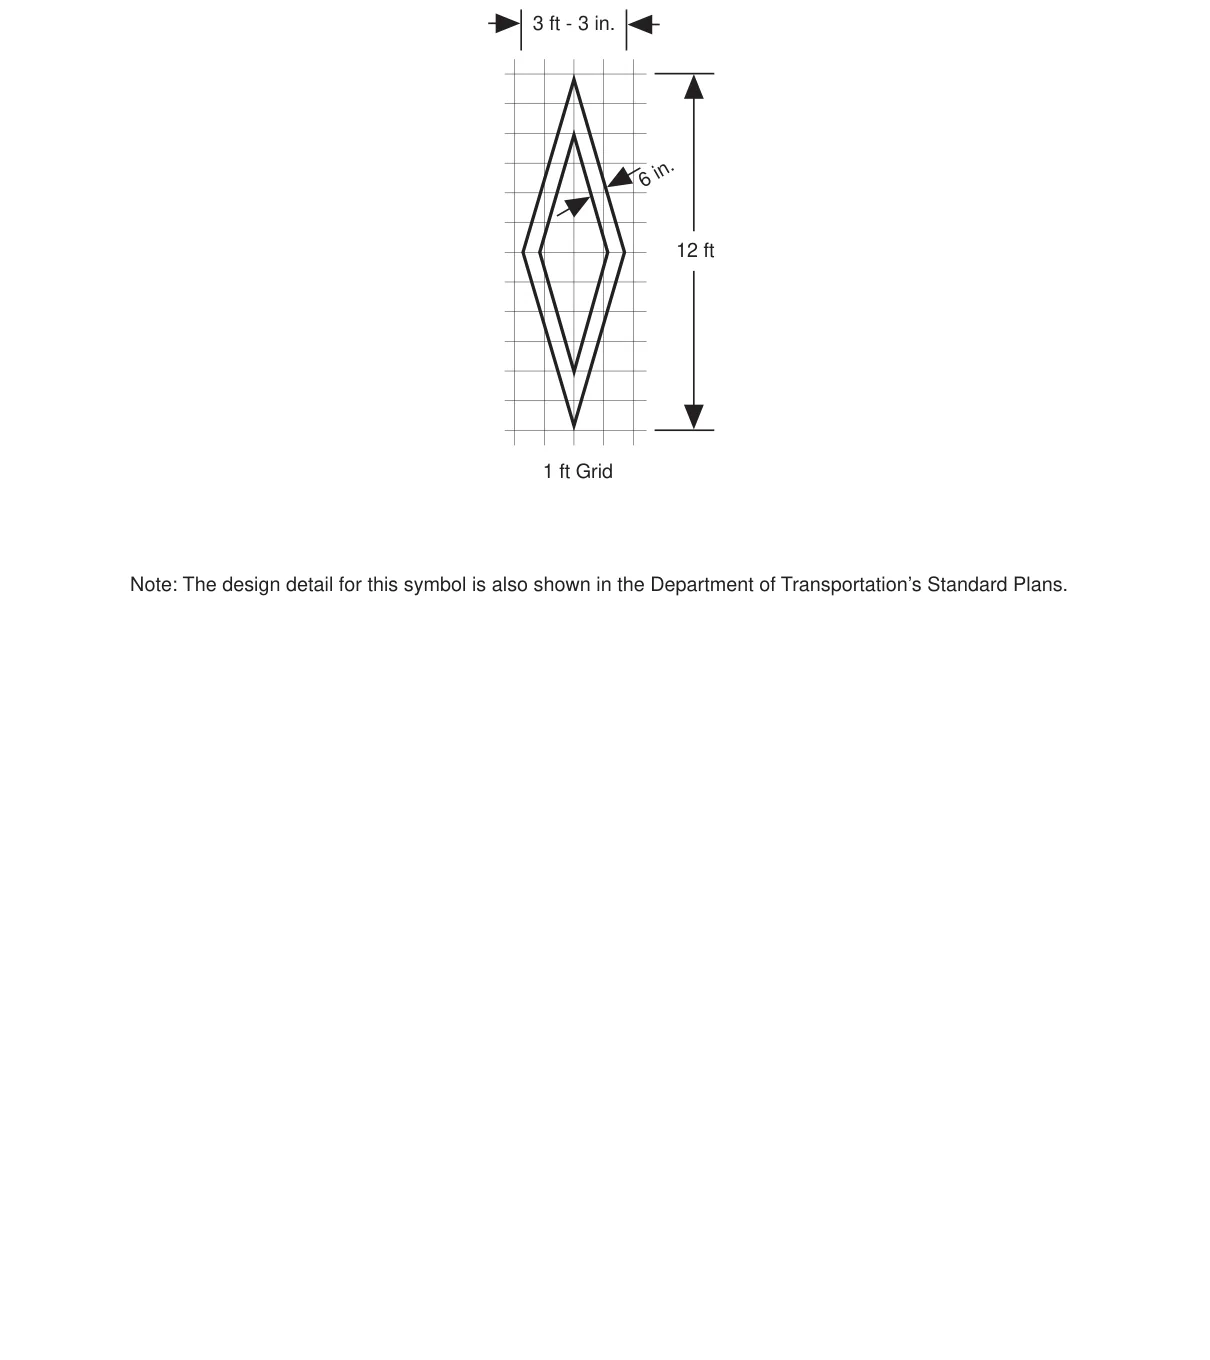 3 ft - 3 in.
6 in.
12 ft
1 ft Grid
Note: The design detail for this symbol is also shown in the Department of Transportation’s Standard Plans.